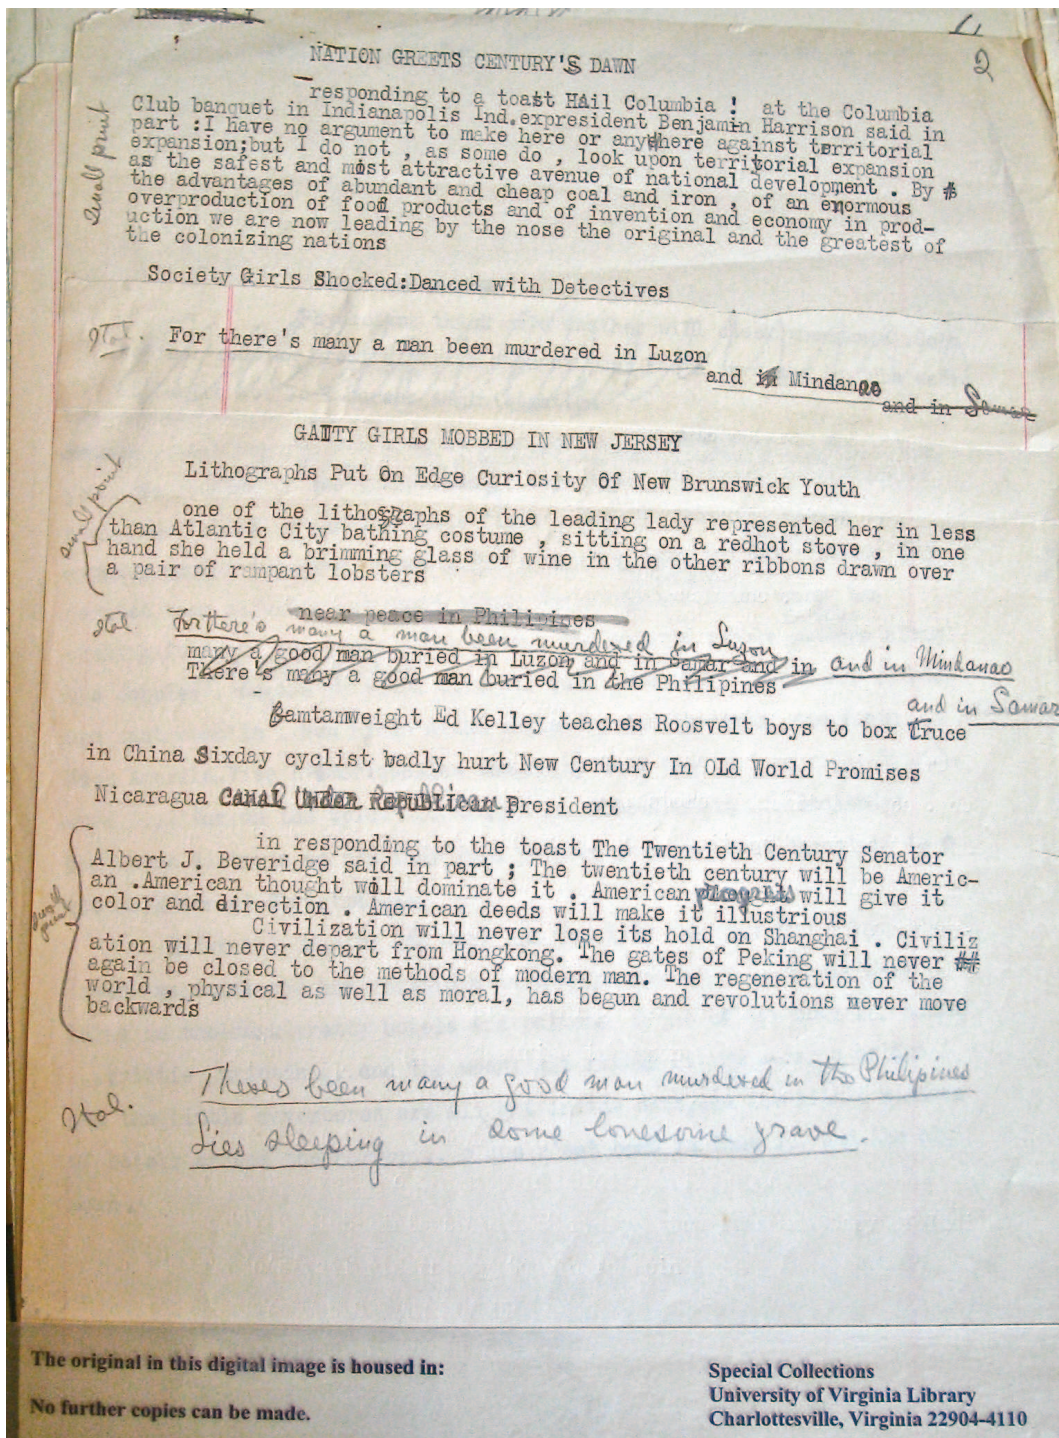 Newsreel I
2
NATION GREETS CENTURY'S DAWN
responding to a toast HAil Columbia ! at the Columbia
Club banquet in Indianapolis Ind.expresident Benjamin Harrison said in
part :I have no argument to make here or anywhere against territorial
expansion;but I do not , as some do , look upon territorial expansion
as the safest and most attractive avenue of national development . By #
the advantages of abundant and cheap coal and iron , of an enormous
overproduction of food products and of invention and economy in prod-
uction we are now leading by the nose the original and the greatest of
the colonizing nations
small print
Society Girls Shocked:Danced with Detectives
Ital.
For there's many a man been murdered in Luzon
and in Mindanao
and in Samar
GAIETY GIRLS MOBBED IN NEW JERSEY
Lithographs Put On Edge Curiosity Of New Brunswick Youth
small print
one of the lithographs of the leading lady represented her in less
than Atlantic City bathing costume , sitting on a redhot stove , in one
hand she held a brimming glass of wine in the other ribbons drawn over
a pair of rampant lobsters
near peace in Philipines
Ital
For there's many a man been murdered in Luzon
many a good man buried in Luzon and in Samar and in and in Mindanao
There's many a good man buried in the Philipines
and in Samar
Bamtamweight Ed Kelley teaches Roosvelt boys to box truce
in China Sixday cyclist badly hurt New Century In OLd World Promises
Nicaragua Canal Under Republican president
small print
in responding to the toast The Twentieth Century Senator
Albert J. Beveridge said in part ; The twentieth century will be Americ-
an .American thought will dominate it . American progress will give it
color and direction . American deeds will make it illustrious
Civilization will never lose its hold on Shanghai . Civiliz
ation will never depart from Hongkong. The gates of Peking will never ##
again be closed to the methods of modern man. The regeneration of the
world , physical as well as moral, has begun and revolutions never move
backwards
Theres been many a good man murdered in the Philipines
Ital.
Lies sleeping in some lonesome grave.
The original in this digital image is housed in:
No further copies can be made.
Special Collections
University of Virginia Library
Charlottesville, Virginia 22904-4110